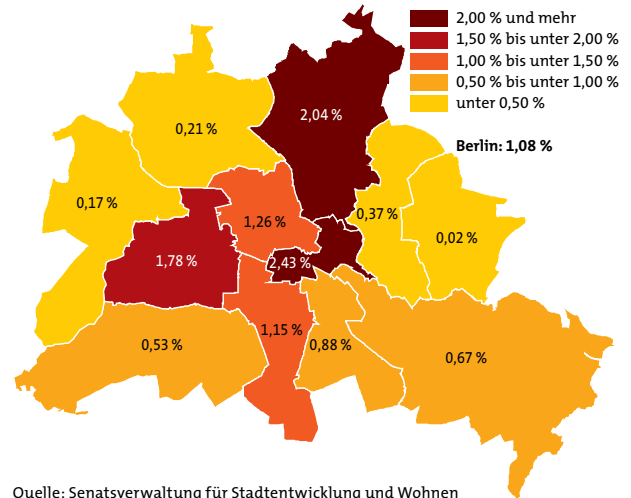 2,00 % und mehr
1,50 % bis unter 2,00 %
1,00 % bis unter 1,50 %
0,50 % bis unter 1,00 %
unter 0,50 %
Berlin: 1,08 %
0,21 %
2,04 %
0,17 %
1,26 %
0,37 %
0,02 %
1,78 %
2,43 %
0,53 %
1,15 %
0,88 %
0,67 %
Quelle: Senatsverwaltung für Stadtentwicklung und Wohnen